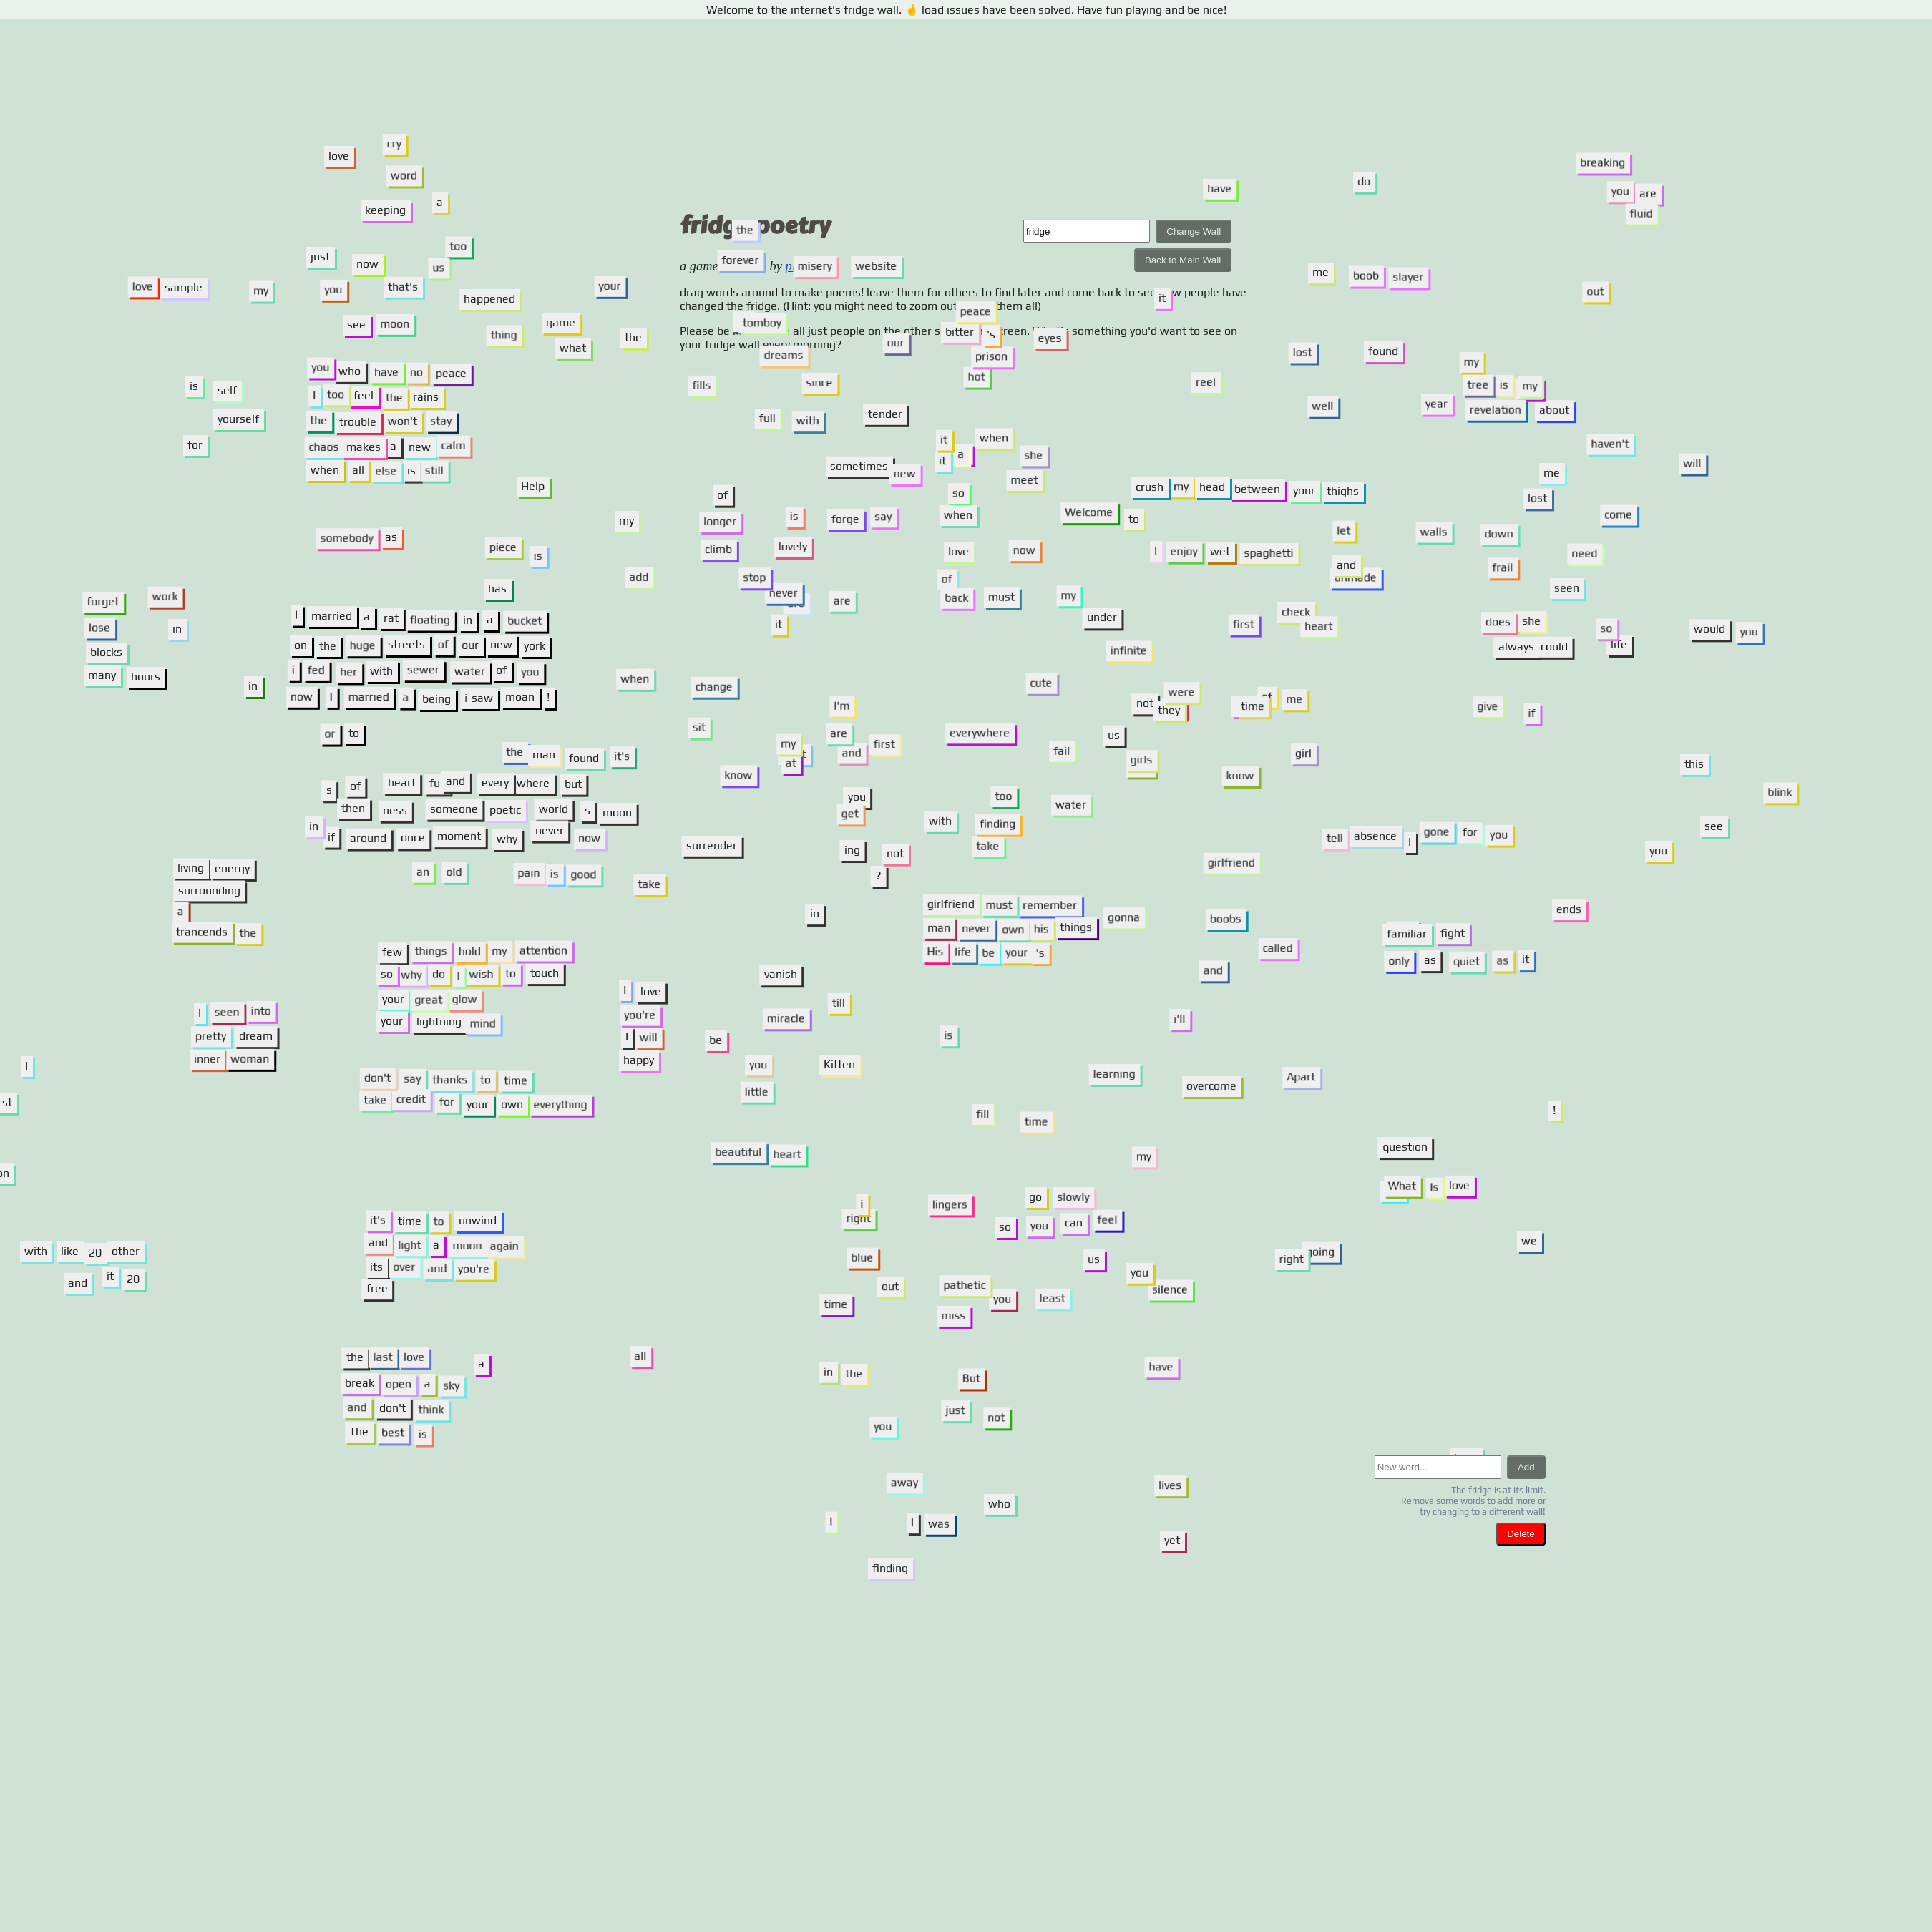 Welcome to the internet's fridge wall. 🤞 load issues have been solved. Have fun playing and be nice!
cry
love
word
keeping
a
too
just
now
us
love sample
my
you
that's
happened
your
see moon
game
thing
what
the
is self
yourself
for
you who have no peace
I too feel the rains
the trouble won't stay
chaos makes a new calm
when all else is still
Help
somebody as
piece
is
has
my
add
forget
work
lose
in
blocks
many hours
in
I married a rat floating in a bucket
on the huge streets of our new york
i fed her with sewer water of you
now I married a being i saw moan !
or to
when
the man found it's
s of heart and every where but
then ness someone poetic world s moon
in if around once moment why never now
living energy
surrounding
a
trancends the
an old
pain is good
take
few things hold my attention
so why do I wish to touch
your great glow
your lightning mind
I seen into
pretty dream
inner woman
I love
you're
I will
happy
don't say thanks to time
take credit for your own everything
I
it's time to unwind
and light a moon again
its over and you're
free
with like 20 other
and it 20
the last love
a
break open a sky
and don't think
The best is
all
fridge poetry
the
fridge
Change Wall
Back to Main Wall
forever
by
misery
website
drag words around to make poems! leave them for others to find later and come back to see
people have
changed the fridge. (Hint: you might need to zoom
them all)
it
peace
tomboy
Please be
all just people on the other
something you'd want to see on
your fridge wall every morning?
bitter 's
eyes
our
dreams
prison
hot
fills
since
reel
full with
tender
it
when
it a
she
sometimes new
meet
of
so
longer
is
forge say
when
Welcome to
climb
lovely
love
now
stop
never
are
of
back
must
my
it
under
infinite
change
cute
I'm
sit
are
my
and first
at
know
everywhere
fail
us
not
were
they
girls
you
get
too
water
with
finding
take
surrender
ing
not
?
in
girlfriend must remember
man never own his things
His life be your 's
gonna
vanish
till
miracle
be
you
Kitten
little
is
learning
fill
time
beautiful heart
my
i
right
lingers
go slowly
so you can feel
blue
us
you
silence
out
pathetic
you
least
time
miss
in the
But
have
just
not
you
away
who
lives
I
I was
yet
finding
have
do
breaking
you are
fluid
me
boob slayer
out
lost
found
my
tree is my
year
revelation about
well
haven't
will
me
lost
come
crush my head between your thighs
let
walls
down
need
I enjoy wet spaghetti
and
frail
seen
first
check
heart
does she
always could
so
life
would you
time
me
give
if
girl
know
this
blink
tell absence I gone for you
see
you
girlfriend
boobs
called
and
ends
familiar fight
only as quiet as it
i'll
overcome
Apart
!
question
What Is love
we
right
New word...
Add
The fridge is at its limit.
Remove some words to add more or
try changing to a different wall!
Delete